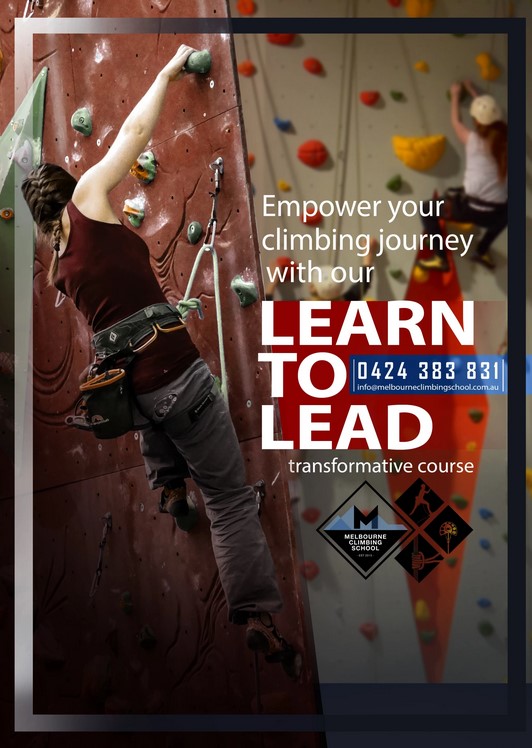 Empower your
climbing journey
with our
LEARN
TO
0424 383 831
info@melbourneclimbingschool.com.au
LEAD
transformative course
M
MELBOURNE
CLIMBING
SCHOOL